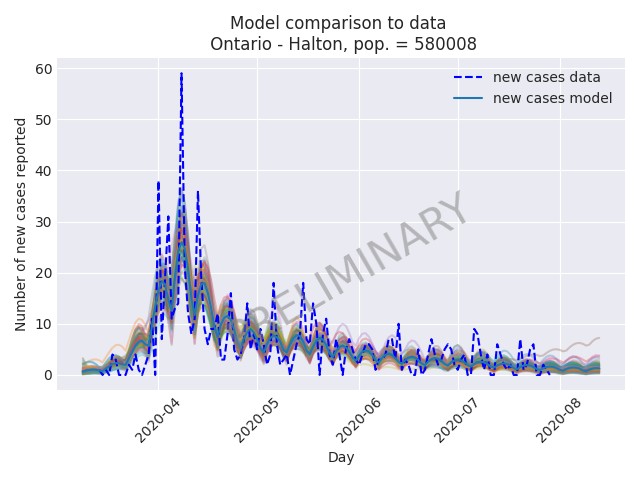 Model comparison to data
Ontario - Halton, pop. = 580008
new cases data
new cases model
PRELIMINARY
Number of new cases reported
60
50
40
30
20
10
0
2020-04
2020-05
2020-06
2020-07
2020-08
Day